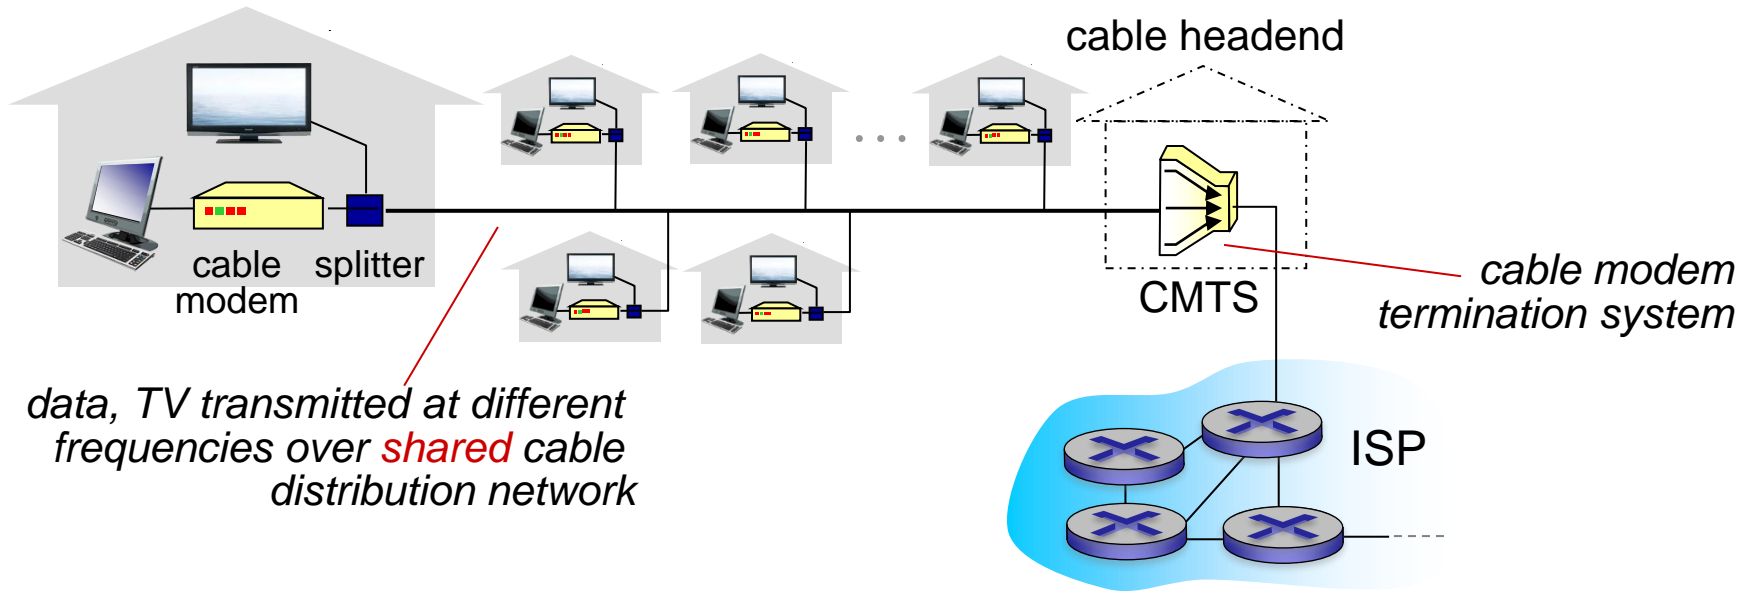 cable headend
cable
modem
splitter
CMTS
cable modem
termination system
data, TV transmitted at different
frequencies over shared cable
distribution network
ISP